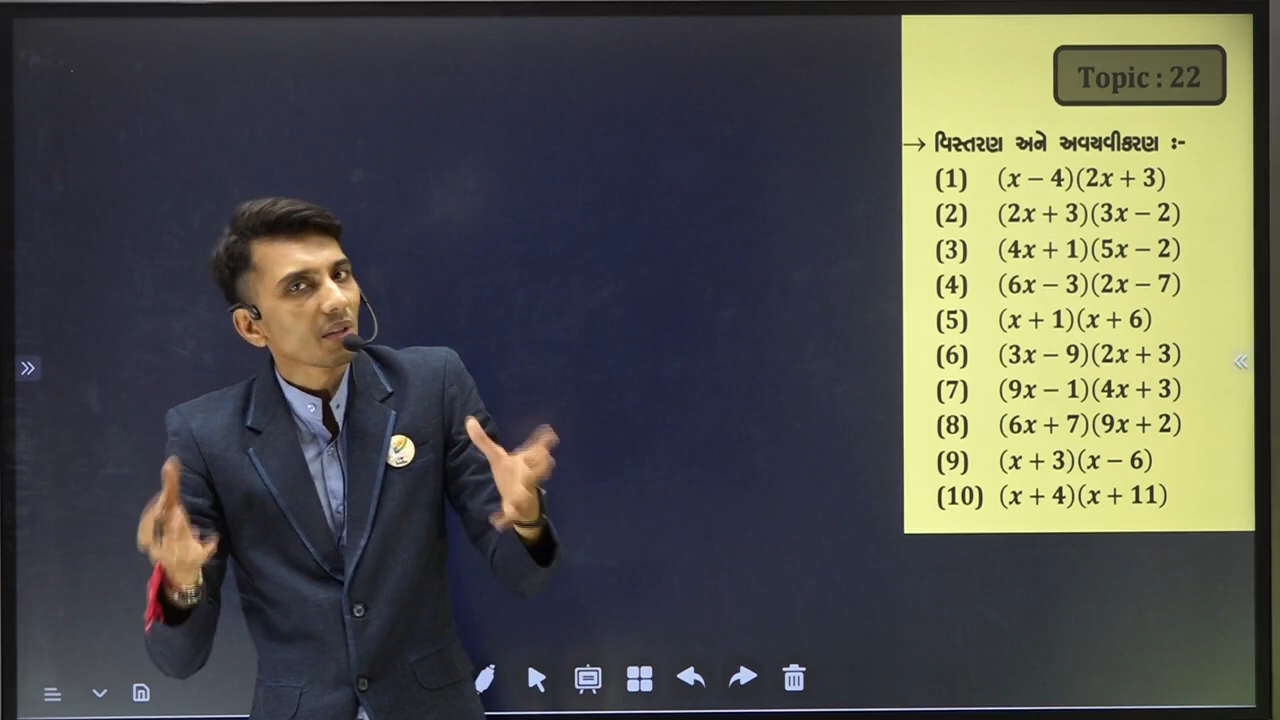 Topic : 22
→ વિસ્તરણ અને અવયવીકરણ :-
(1) (x − 4)(2x + 3)
(2) (2x + 3)(3x − 2)
(3) (4x + 1)(5x − 2)
(4) (6x − 3)(2x − 7)
(5) (x + 1)(x + 6)
(6) (3x − 9)(2x + 3)
(7) (9x − 1)(4x + 3)
(8) (6x + 7)(9x + 2)
(9) (x + 3)(x − 6)
(10) (x + 4)(x + 11)